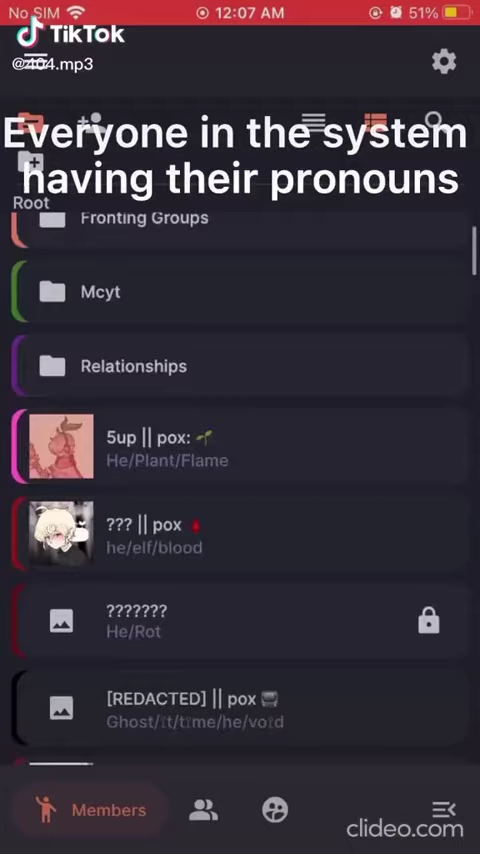 No SIM 12:07 AM 51%
TikTok
@404.mp3
Everyone in the system
having their pronouns
Root
Fronting Groups
Mcyt
Relationships
5up || pox: 🌱
He/Plant/Flame
??? || pox 🩸
he/elf/blood
???????
He/Rot
[REDACTED] || pox
Ghost/it/time/he/void
Members
clideo.com